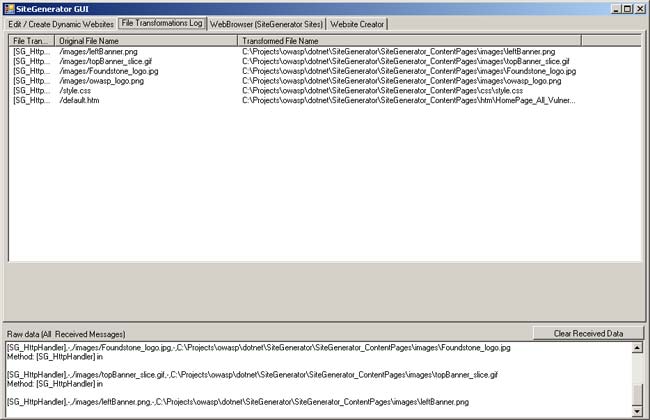 SiteGenerator GUI
Edit / Create Dynamic Websites File Transformations Log WebBrowser (SiteGenerator Sites) Website Creator
File Tran... Original File Name Transformed File Name
[SG_Http... /images/leftBanner.png C:\Projects\owasp\dotnet\SiteGenerator\SiteGenerator_ContentPages\images\leftBanner.png
[SG_Http... /images/topBanner_slice.gif C:\Projects\owasp\dotnet\SiteGenerator\SiteGenerator_ContentPages\images\topBanner_slice.gif
[SG_Http... /images/Foundstone_logo.jpg C:\Projects\owasp\dotnet\SiteGenerator\SiteGenerator_ContentPages\images\Foundstone_logo.jpg
[SG_Http... /images/owasp_logo.png C:\Projects\owasp\dotnet\SiteGenerator\SiteGenerator_ContentPages\images\owasp_logo.png
[SG_Http... /style.css C:\Projects\owasp\dotnet\SiteGenerator\SiteGenerator_ContentPages\css\style.css
[SG_Http... /default.htm C:\Projects\owasp\dotnet\SiteGenerator\SiteGenerator_ContentPages\htm\HomePage_All_Vulner...
Raw data (All Received Messages) Clear Received Data
[SG_HttpHandler],-,/images/Foundstone_logo.jpg,-,C:\Projects\owasp\dotnet\SiteGenerator\SiteGenerator_ContentPages\images\Foundstone_logo.jpg
Method: [SG_HttpHandler] in
[SG_HttpHandler],-,/images/topBanner_slice.gif,-,C:\Projects\owasp\dotnet\SiteGenerator\SiteGenerator_ContentPages\images\topBanner_slice.gif
Method: [SG_HttpHandler] in
[SG_HttpHandler],-,/images/leftBanner.png,-,C:\Projects\owasp\dotnet\SiteGenerator\SiteGenerator_ContentPages\images\leftBanner.png